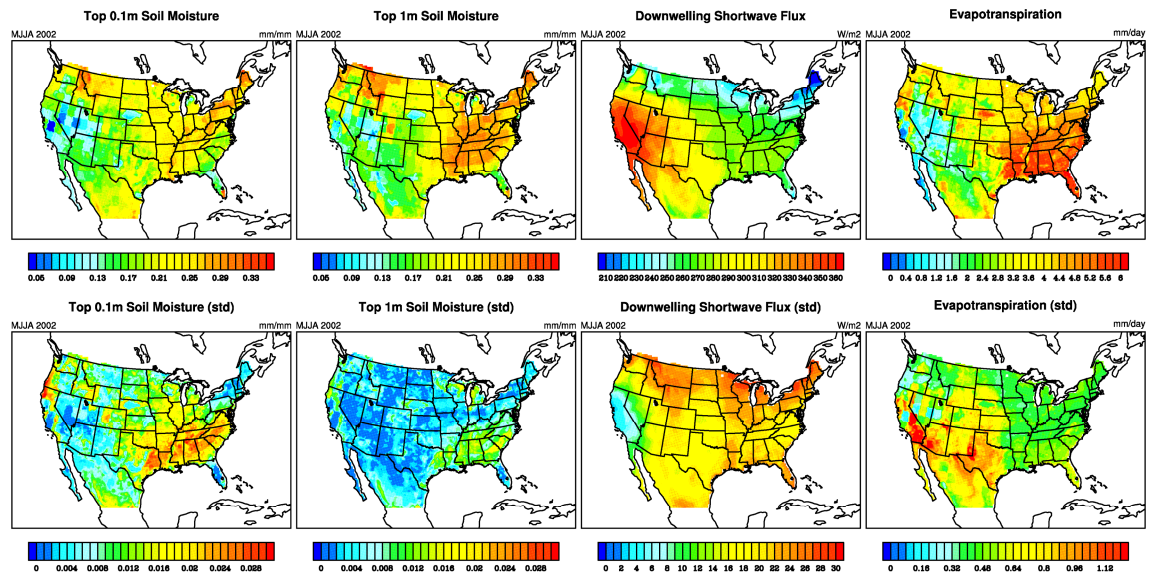 Top 0.1m Soil Moisture
MJJA 2002 mm/mm
0.05 0.09 0.13 0.17 0.21 0.25 0.29 0.33
Top 1m Soil Moisture
MJJA 2002 mm/mm
0.05 0.09 0.13 0.17 0.21 0.25 0.29 0.33
Downwelling Shortwave Flux
MJJA 2002 W/m2
210 220 230 240 250 260 270 280 290 300 310 320 330 340 350 360
Evapotranspiration
MJJA 2002 mm/day
0 0.4 0.8 1.2 1.6 2 2.4 2.8 3.2 3.6 4 4.4 4.8 5.2 5.6 6
Top 0.1m Soil Moisture (std)
MJJA 2002 mm/mm
0 0.004 0.008 0.012 0.016 0.02 0.024 0.028
Top 1m Soil Moisture (std)
MJJA 2002 mm/mm
0 0.004 0.008 0.012 0.016 0.02 0.024 0.028
Downwelling Shortwave Flux (std)
MJJA 2002 W/m2
0 2 4 6 8 10 12 14 16 18 20 22 24 26 28 30
Evapotranspiration (std)
MJJA 2002 mm/day
0 0.16 0.32 0.48 0.64 0.8 0.96 1.12